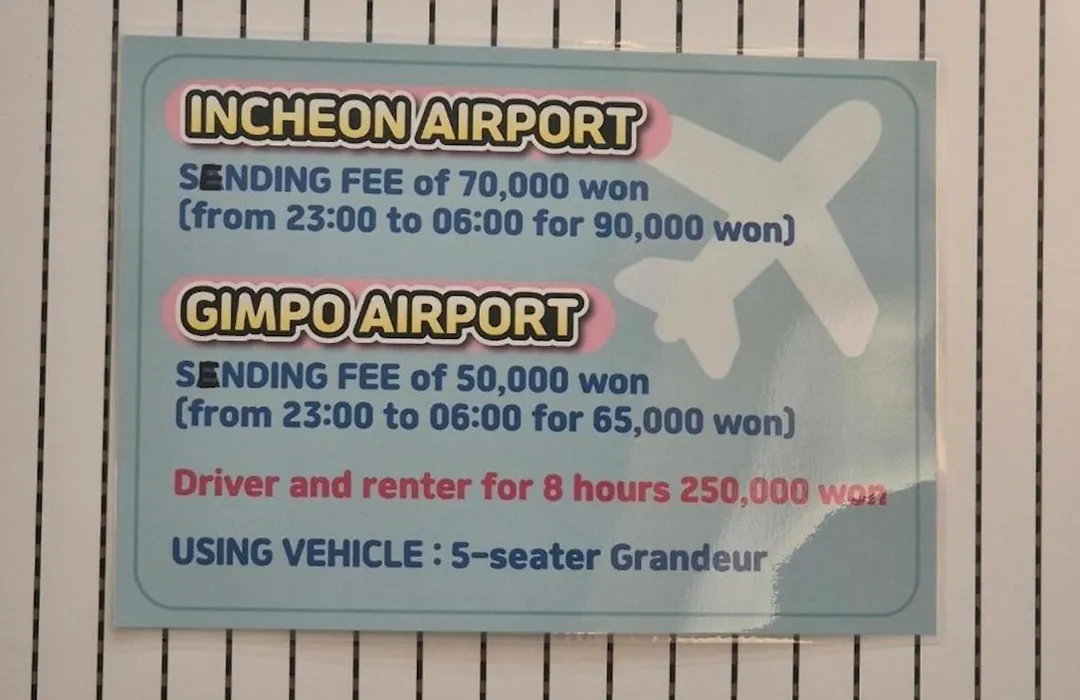 INCHEON AIRPORT
SENDING FEE of 70,000 won
(from 23:00 to 06:00 for 90,000 won)
GIMPO AIRPORT
SENDING FEE of 50,000 won
(from 23:00 to 06:00 for 65,000 won)
Driver and renter for 8 hours 250,000 won
USING VEHICLE : 5-seater Grandeur